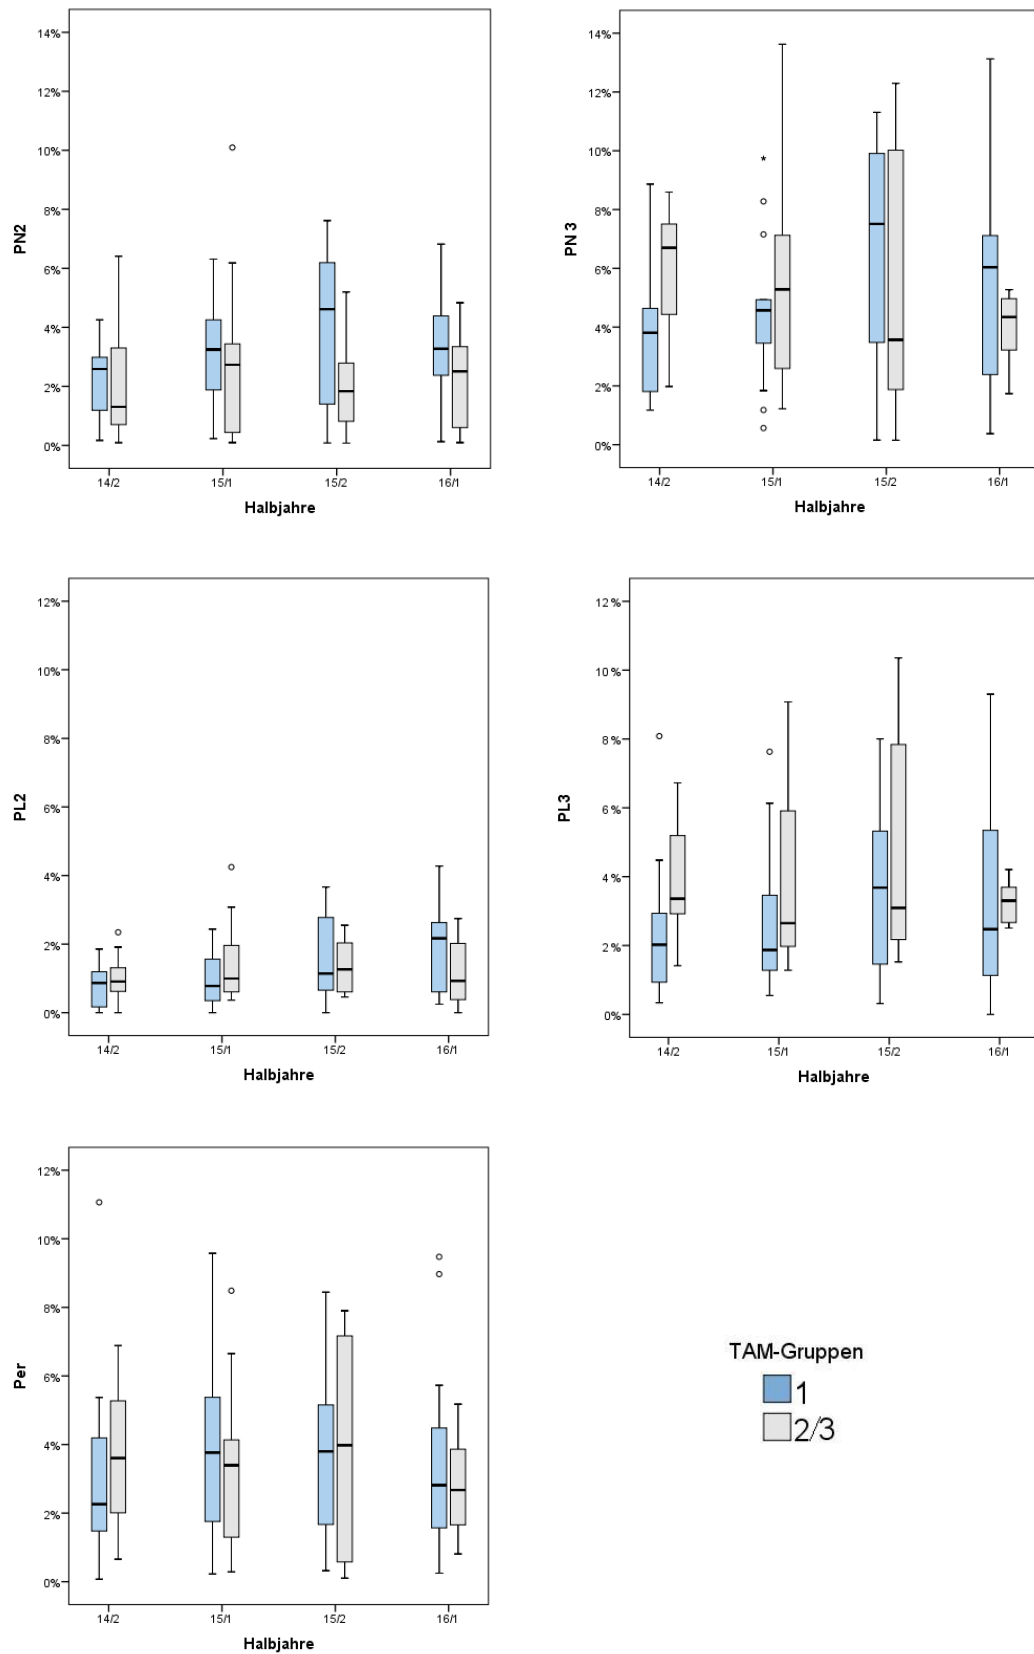 14%
12%
10%
8%
6%
4%
2%
0%
PN2
14/2 15/1 15/2 16/1
Halbjahre
14%
12%
10%
8%
6%
4%
2%
0%
PN 3
14/2 15/1 15/2 16/1
Halbjahre
12%
10%
8%
6%
4%
2%
0%
PL2
14/2 15/1 15/2 16/1
Halbjahre
12%
10%
8%
6%
4%
2%
0%
PL3
14/2 15/1 15/2 16/1
Halbjahre
12%
10%
8%
6%
4%
2%
0%
Per
14/2 15/1 15/2 16/1
Halbjahre
TAM-Gruppen
1
2/3